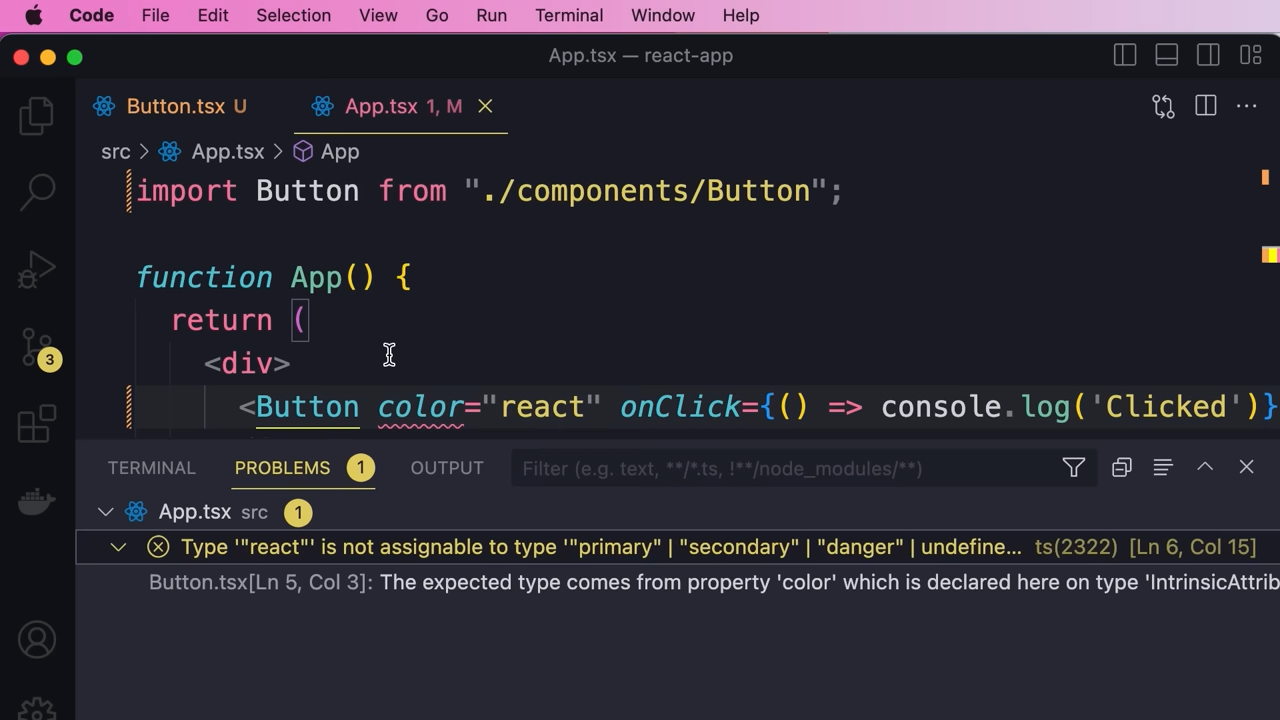 Code File Edit Selection View Go Run Terminal Window Help
App.tsx — react-app
Button.tsx U App.tsx 1, M
src > App.tsx > App
import Button from "./components/Button";
function App() {
return (
<div>
<Button color="react" onClick={() => console.log('Clicked')}
3
TERMINAL PROBLEMS 1 OUTPUT Filter (e.g. text, **/*.ts, !**/node_modules/**)
App.tsx src 1
Type '"react"' is not assignable to type '"primary" | "secondary" | "danger" | undefine... ts(2322) [Ln 6, Col 15]
Button.tsx[Ln 5, Col 3]: The expected type comes from property 'color' which is declared here on type 'IntrinsicAttrib